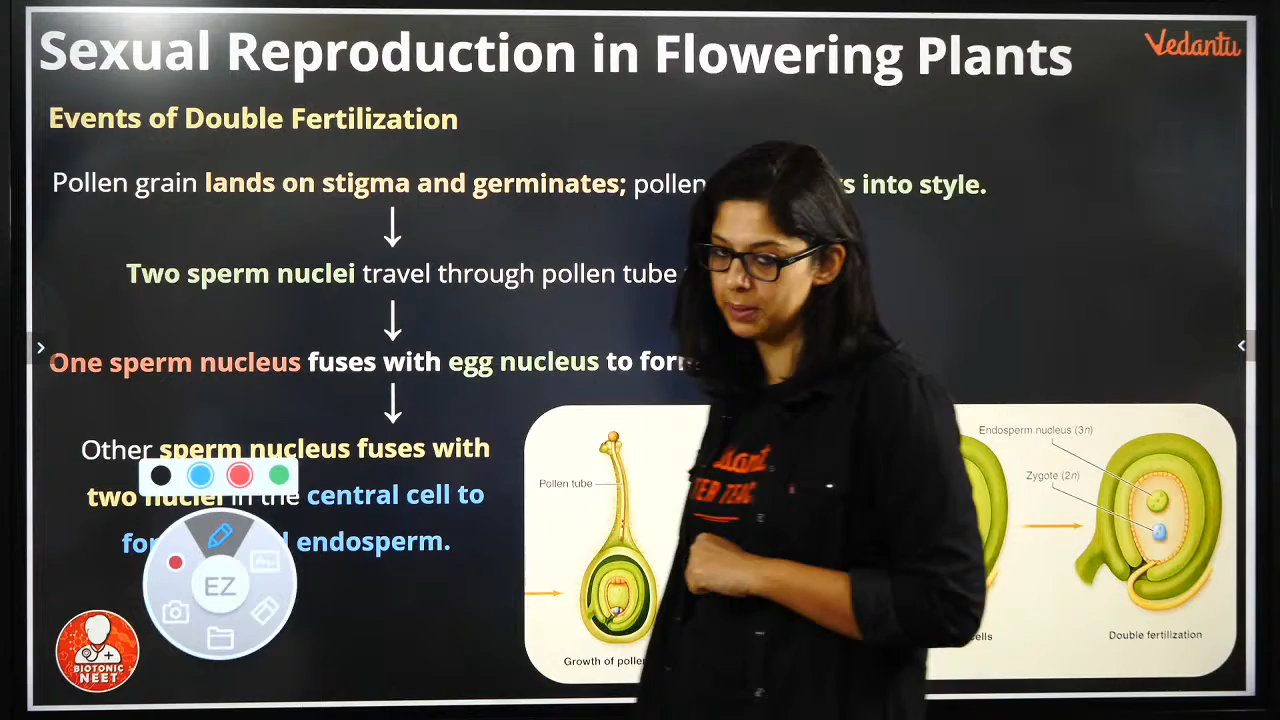 Sexual Reproduction in Flowering Plants
Vedantu
Events of Double Fertilization
Pollen grain lands on stigma and germinates; pollen into style.
Two sperm nuclei travel through pollen tube
One sperm nucleus fuses with egg nucleus to
Other sperm nucleus fuses with
two nuclei in the central cell to
endosperm.
EZ
BIOTONIC
NEET
Pollen tube
Growth of
Endosperm nucleus (3n)
Zygote (2n)
Double fertilization